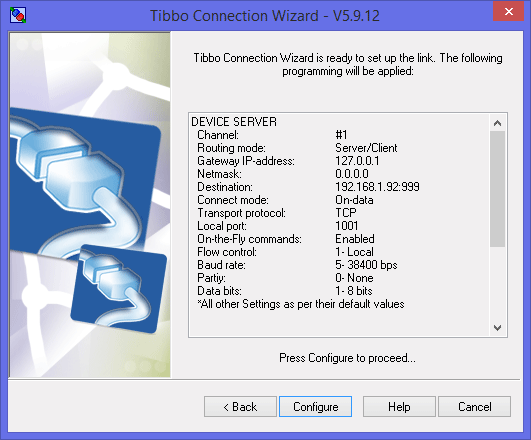 Tibbo Connection Wizard - V5.9.12
Tibbo Connection Wizard is ready to set up the link. The following
programming will be applied:
DEVICE SERVER
Channel: #1
Routing mode: Server/Client
Gateway IP-address: 127.0.0.1
Netmask: 0.0.0.0
Destination: 192.168.1.92:999
Connect mode: On-data
Transport protocol: TCP
Local port: 1001
On-the-Fly commands: Enabled
Flow control: 1- Local
Baud rate: 5- 38400 bps
Partiy: 0- None
Data bits: 1- 8 bits
*All other Settings as per their default values
Press Configure to proceed...
< Back Configure Help Cancel